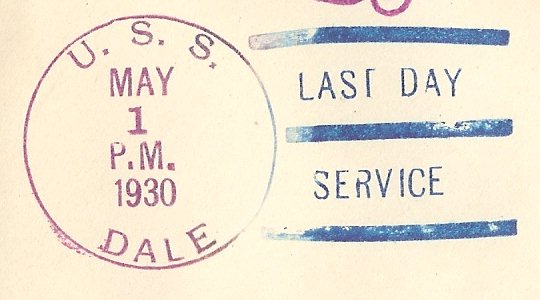 U. S. S.
MAY
1
P.M.
1930
DALE
LAST DAY
SERVICE